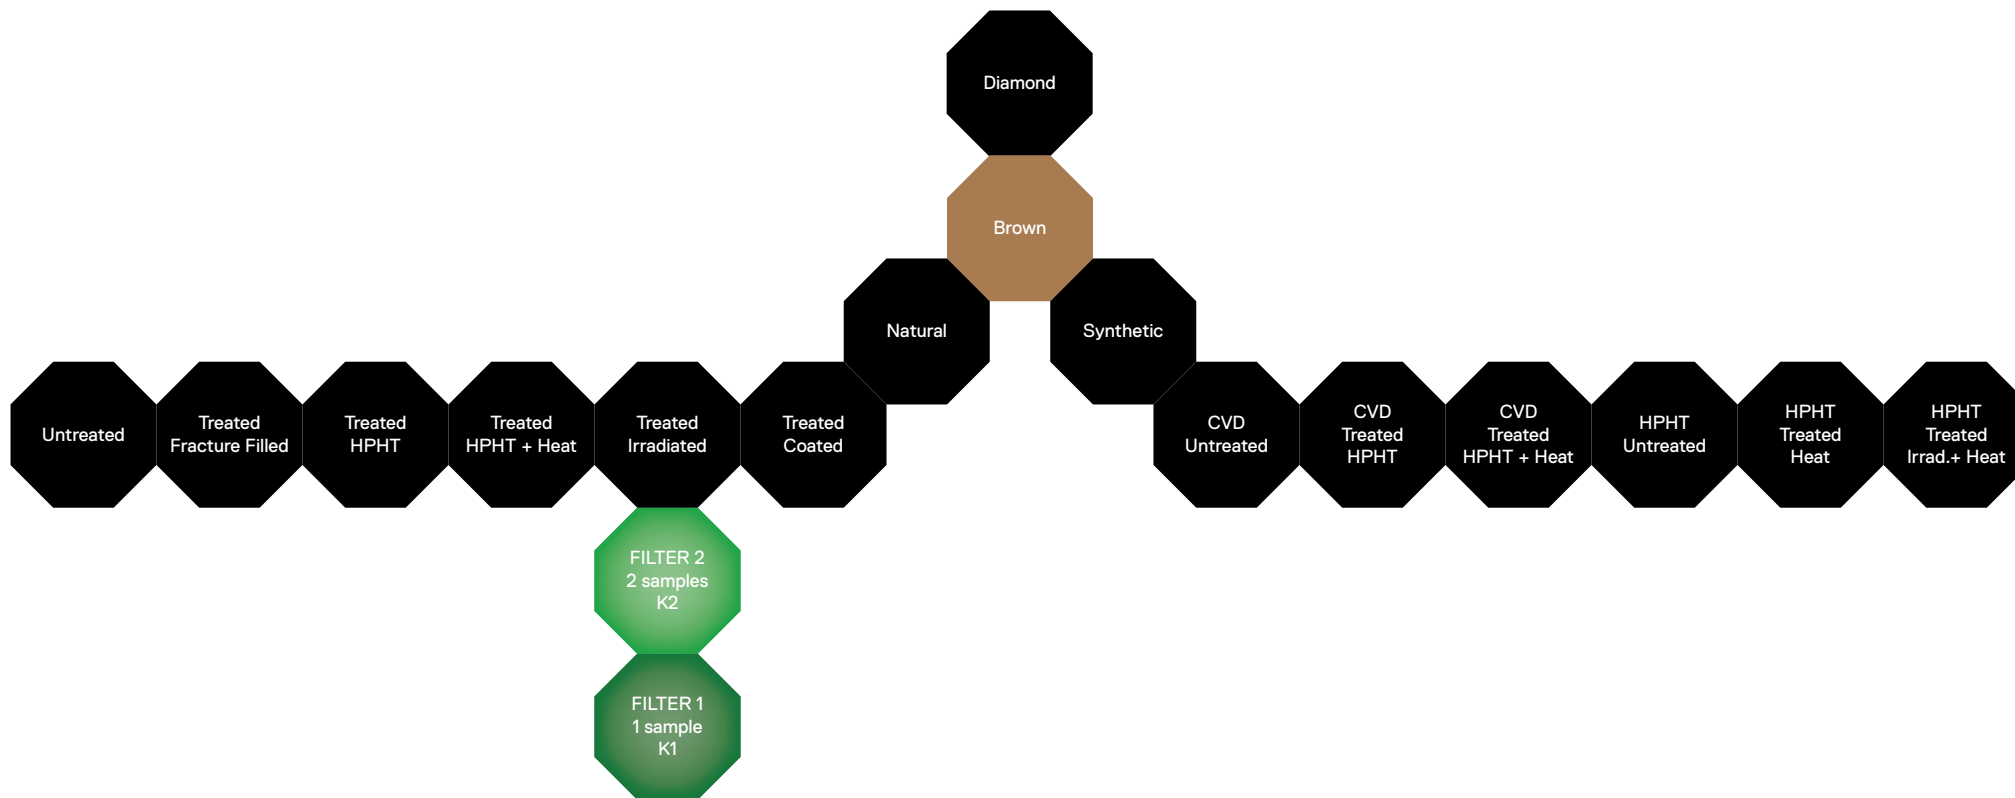 Diamond
Brown
Natural
Synthetic
Untreated
Treated
Fracture Filled
Treated
HPHT
Treated
HPHT + Heat
Treated
Irradiated
Treated
Coated
CVD
Untreated
CVD
Treated
HPHT
CVD
Treated
HPHT + Heat
HPHT
Untreated
HPHT
Treated
Heat
HPHT
Treated
Irrad.+ Heat
FILTER 2
2 samples
K2
FILTER 1
1 sample
K1